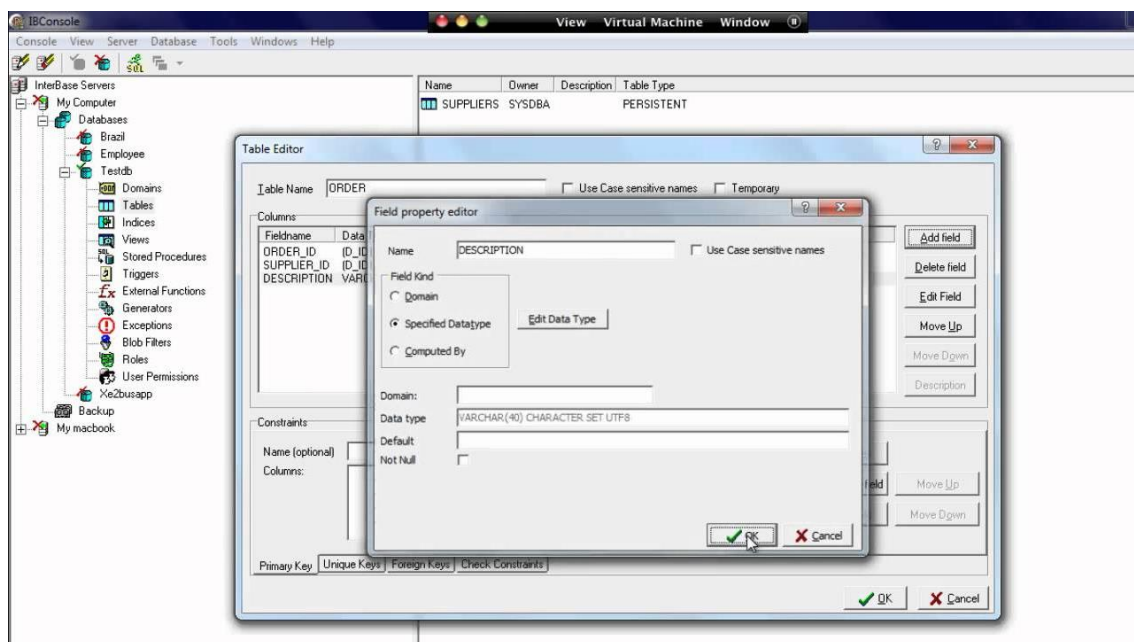 IBConsole
View Virtual Machine Window
Console View Server Database Tools Windows Help
SQL
InterBase Servers
My Computer
Databases
Brazil
Employee
Testdb
Domains
Tables
Indices
Views
Stored Procedures
Triggers
External Functions
Generators
Exceptions
Blob Filters
Roles
User Permissions
Xe2busapp
Backup
My macbook
Name Owner Description Table Type
SUPPLIERS SYSDBA PERSISTENT
Table Editor
Table Name ORDER Use Case sensitive names Temporary
Columns
Fieldname Data
ORDER_ID (D_ID
SUPPLIER_ID (D_ID
DESCRIPTION VARC
Add field
Delete field
Edit Field
Move Up
Move Down
Description
Constraints
Name (optional)
Columns:
Move Up
Move Down
Primary Key Unique Keys Foreign Keys Check Constraints
OK Cancel
Field property editor
Name DESCRIPTION Use Case sensitive names
Field Kind
Domain
Specified Datatype Edit Data Type
Computed By
Domain:
Data type VARCHAR(40) CHARACTER SET UTF8
Default
Not Null
OK Cancel